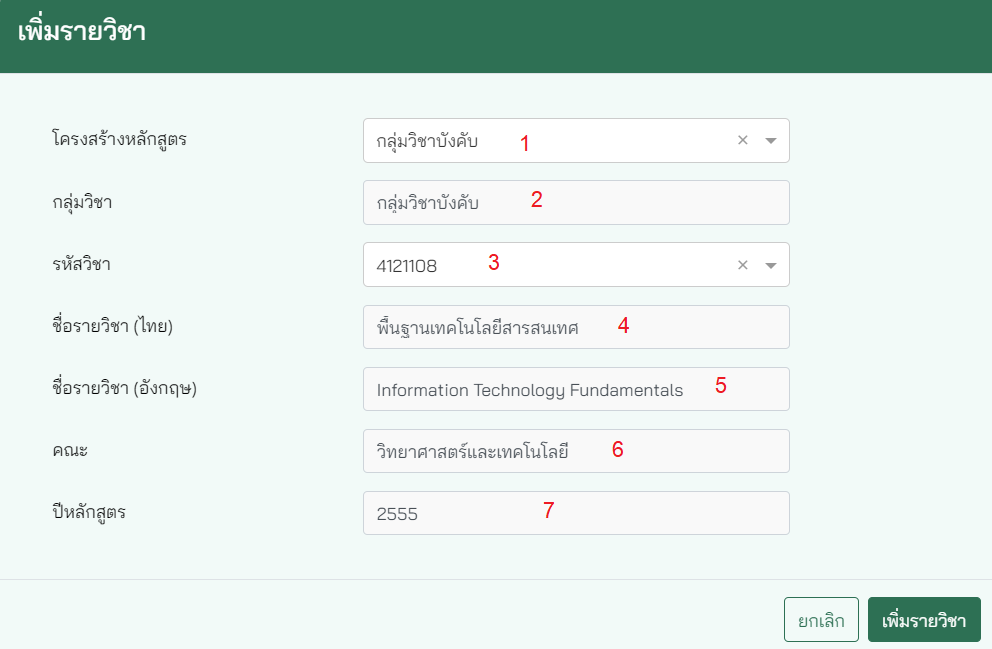 เพิ่มรายวิชา
โครงสร้างหลักสูตร กลุ่มวิชาบังคับ 1
กลุ่มวิชา กลุ่มวิชาบังคับ 2
รหัสวิชา 4121108 3
ชื่อรายวิชา (ไทย) พื้นฐานเทคโนโลยีสารสนเทศ 4
ชื่อรายวิชา (อังกฤษ) Information Technology Fundamentals 5
คณะ วิทยาศาสตร์และเทคโนโลยี 6
ปีหลักสูตร 2555 7
ยกเลิก เพิ่มรายวิชา